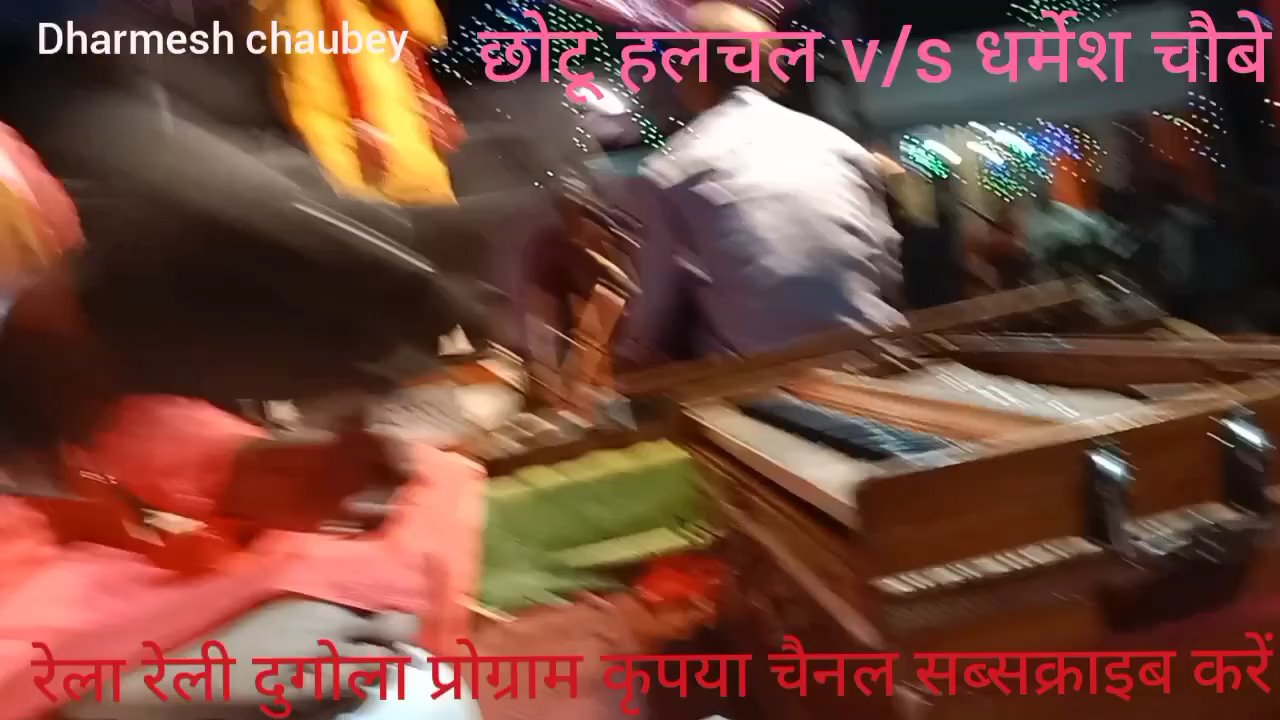 Dharmesh chaubey
छोटू हलचल v/s धर्मेश चौबे
रेला रेली दुगोला प्रोग्राम कृपया चैनल सब्सक्राइब करें